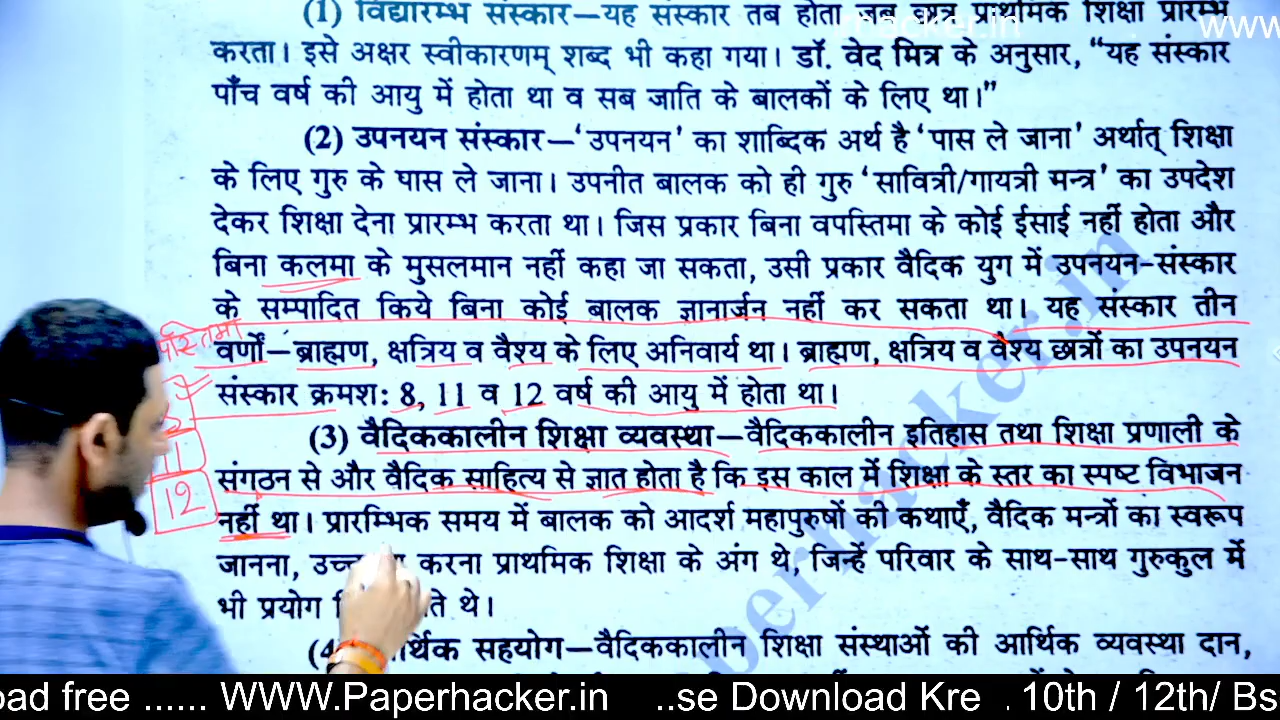 (1) विद्यारम्भ संस्कार—यह संस्कार तब होता जब छात्र प्राथमिक शिक्षा प्रारम्भ
करता। इसे अक्षर स्वीकारणम् शब्द भी कहा गया। डॉ. वेद मित्र के अनुसार, “यह संस्कार
पाँच वर्ष की आयु में होता था व सब जाति के बालकों के लिए था।”
(2) उपनयन संस्कार—‘उपनयन’ का शाब्दिक अर्थ है ‘पास ले जाना’ अर्थात् शिक्षा
के लिए गुरु के पास ले जाना। उपनीत बालक को ही गुरु ‘सावित्री/गायत्री मन्त्र’ का उपदेश
देकर शिक्षा देना प्रारम्भ करता था। जिस प्रकार बिना वपस्तिमा के कोई ईसाई नहीं होता और
बिना कलमा के मुसलमान नहीं कहा जा सकता, उसी प्रकार वैदिक युग में उपनयन-संस्कार
के सम्पादित किये बिना कोई बालक ज्ञानार्जन नहीं कर सकता था। यह संस्कार तीन
वर्णों—ब्राह्मण, क्षत्रिय व वैश्य के लिए अनिवार्य था। ब्राह्मण, क्षत्रिय व वैश्य छात्रों का उपनयन
संस्कार क्रमश: 8, 11 व 12 वर्ष की आयु में होता था।
11
(3) वैदिककालीन शिक्षा व्यवस्था—वैदिककालीन इतिहास तथा शिक्षा प्रणाली के
संगठन से और वैदिक साहित्य से ज्ञात होता है कि इस काल में शिक्षा के स्तर का स्पष्ट विभाजन
12
नहीं था। प्रारम्भिक समय में बालक को आदर्श महापुरुषों की कथाएँ, वैदिक मन्त्रों का स्वरूप
जानना, करना प्राथमिक शिक्षा के अंग थे, जिन्हें परिवार के साथ-साथ गुरुकुल में
भी प्रयोग थे।
सहयोग—वैदिककालीन शिक्षा संस्थाओं की आर्थिक व्यवस्था दान,
oad free ...... WWW.Paperhacker.in ..se Download Kre . 10th / 12th/ Bs